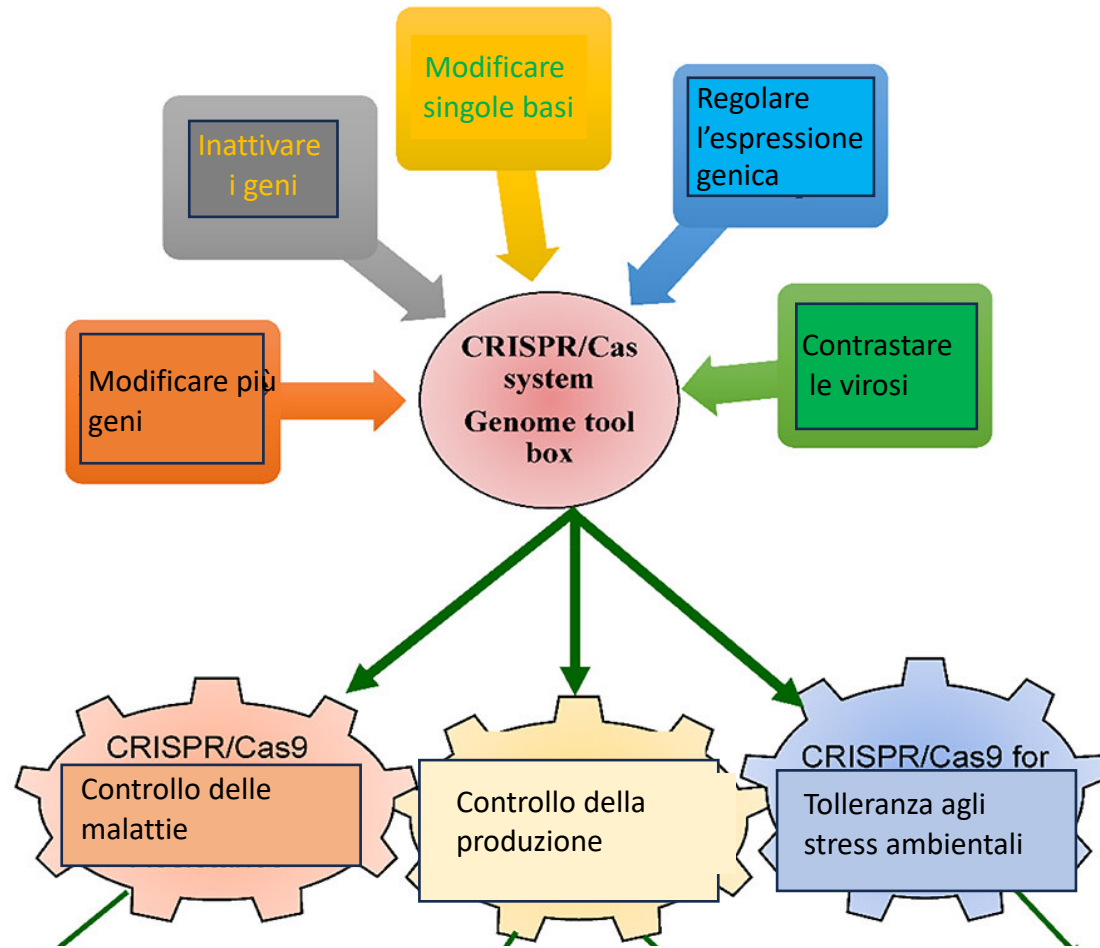 Modificare
singole basi
Inattivare
i geni
Regolare
l'espressione
genica
Modificare più
geni
CRISPR/Cas
system
Genome tool
box
Contrastare
le virosi
CRISPR/Cas9
Controllo delle
malattie
Controllo della
produzione
CRISPR/Cas9 for
Tolleranza agli
stress ambientali